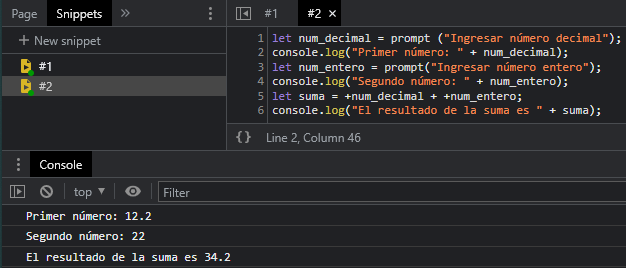 Page Snippets »
#1 #2 ×
+ New snippet
#1
#2
1 let num_decimal = prompt ("Ingresar número decimal");
2 console.log("Primer número: " + num_decimal);
3 let num_entero = prompt("Ingresar número entero");
4 console.log("Segundo número: " + num_entero);
5 let suma = +num_decimal + +num_entero;
6 console.log("El resultado de la suma es " + suma);
{} Line 2, Column 46
Console
top ▼ Filter
Primer número: 12.2
Segundo número: 22
El resultado de la suma es 34.2